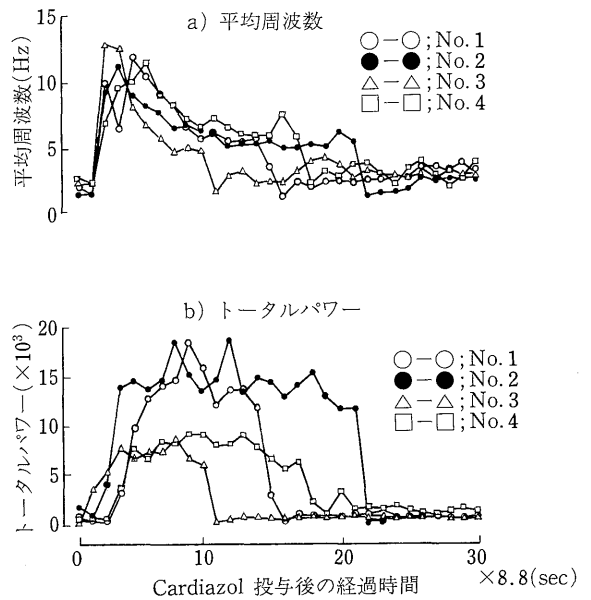 a) 平均周波数
平均周波数(Hz)
15
10
5
0
○−○; No.1
●−●; No.2
△−△; No.3
□−□; No.4
b) トータルパワー
トータルパワー(×10³)
20
15
10
5
0
○−○; No.1
●−●; No.2
△−△; No.3
□−□; No.4
0 10 20 30
Cardiazol 投与後の経過時間 ×8.8(sec)